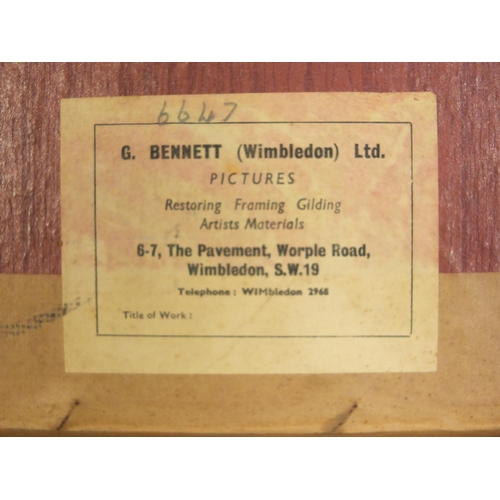 6647
G. BENNETT (Wimbledon) Ltd.
PICTURES
Restoring Framing Gilding
Artists Materials
6-7, The Pavement, Worple Road,
Wimbledon, S.W.19
Telephone : WIMbledon 2968
Title of Work :